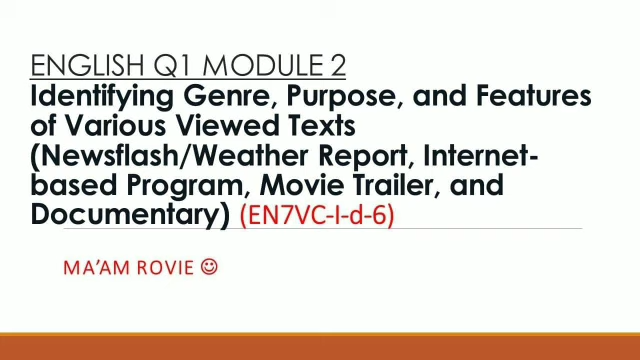 ENGLISH Q1 MODULE 2
Identifying Genre, Purpose, and Features
of Various Viewed Texts
(Newsflash/Weather Report, Internet-
based Program, Movie Trailer, and
Documentary) (EN7VC-I-d-6)
MA’AM ROVIE ☺